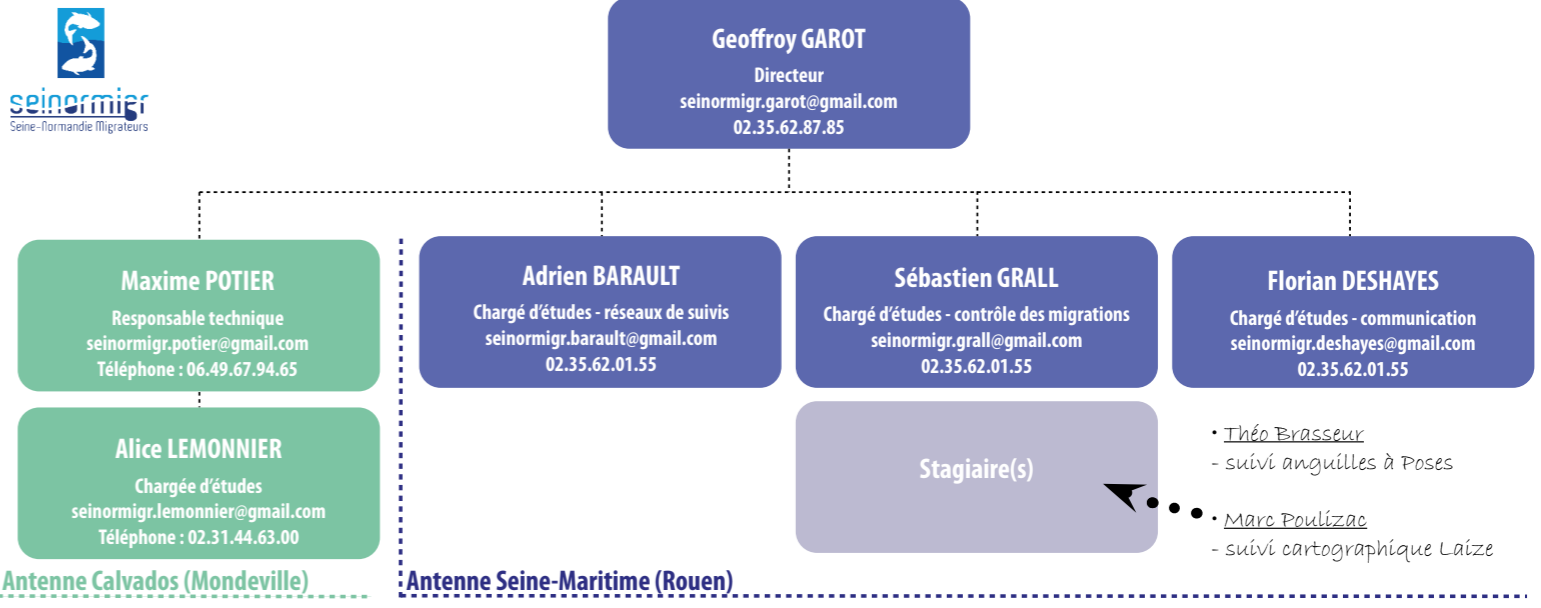 seinormigr
Seine-Normandie Migrateurs
Geoffroy GAROT
Directeur
seinormigr.garot@gmail.com
02.35.62.87.85
Maxime POTIER
Responsable technique
seinormigr.potier@gmail.com
Téléphone : 06.49.67.94.65
Adrien BARAULT
Chargé d'études - réseaux de suivis
seinormigr.barault@gmail.com
02.35.62.01.55
Sébastien GRALL
Chargé d'études - contrôle des migrations
seinormigr.grall@gmail.com
02.35.62.01.55
Florian DESHAYES
Chargé d'études - communication
seinormigr.deshayes@gmail.com
02.35.62.01.55
Alice LEMONNIER
Chargée d'études
seinormigr.lemonnier@gmail.com
Téléphone : 02.31.44.63.00
Stagiaire(s)
• Théo Brasseur
- suivi anguilles à Poses
• Marc Poulizac
- suivi cartographique Laize
Antenne Calvados (Mondeville)
Antenne Seine-Maritime (Rouen)